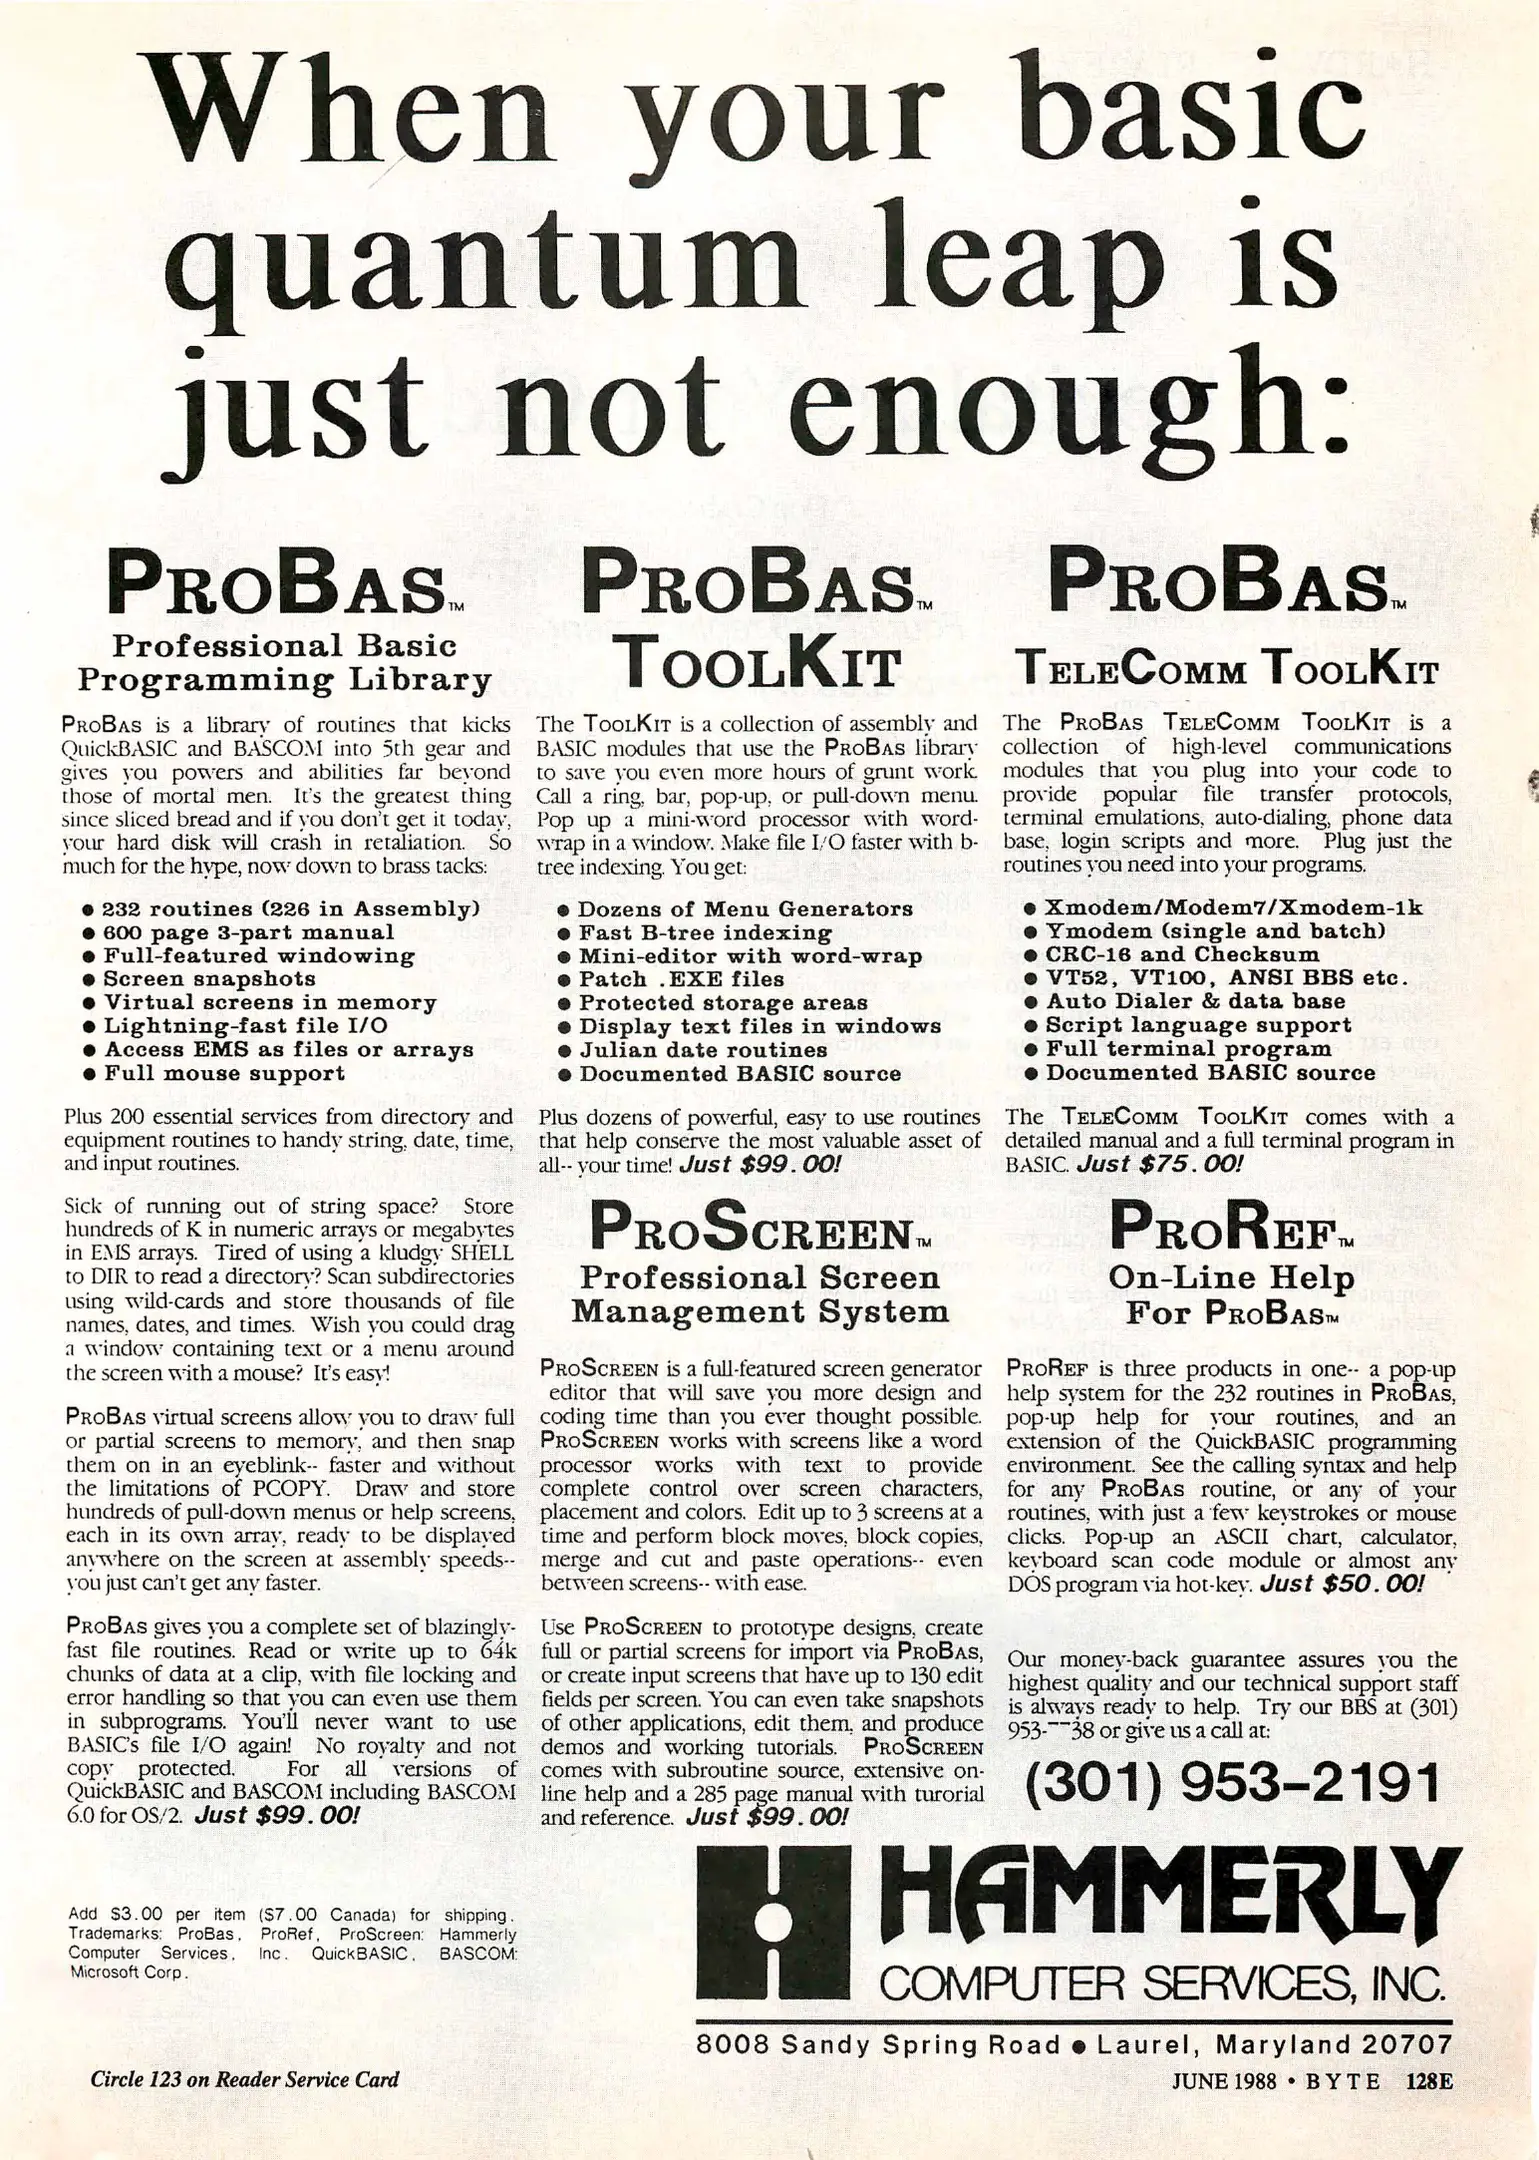 When your basic
quantum leap is
just not enough:
PROBAS™
Professional Basic
Programming Library
PROBAS is a library of routines that kicks
QuickBASIC and BASCOM into 5th gear and
gives you powers and abilities far beyond
those of mortal men. It's the greatest thing
since sliced bread and if you don't get it today,
your hard disk will crash in retaliation. So
much for the hype, now down to brass tacks:
● 232 routines (226 in Assembly)
● 600 page 3-part manual
● Full-featured windowing
● Screen snapshots
● Virtual screens in memory
● Lightning-fast file I/O
● Access EMS as files or arrays
● Full mouse support
Plus 200 essential services from directory and
equipment routines to handy string, date, time,
and input routines.
Sick of running out of string space? Store
hundreds of K in numeric arrays or megabytes
in EMS arrays. Tired of using a kludgy SHELL
to DIR to read a directory? Scan subdirectories
using wild-cards and store thousands of file
names, dates, and times. Wish you could drag
a window containing text or a menu around
the screen with a mouse? It's easy!
PROBAS virtual screens allow you to draw full
or partial screens to memory, and then snap
them on in an eyeblink-- faster and without
the limitations of PCOPY. Draw and store
hundreds of pull-down menus or help screens,
each in its own array, ready to be displayed
anywhere on the screen at assembly speeds--
you just can't get any faster.
PROBAS gives you a complete set of blazingly-
fast file routines. Read or write up to 64k
chunks of data at a clip, with file locking and
error handling so that you can even use them
in subprograms. You'll never want to use
BASIC's file I/O again! No royalty and not
copy protected. For all versions of
QuickBASIC and BASCOM including BASCOM
6.0 for OS/2. Just $99.00!
PROBAS™
TOOLKIT
The TOOLKIT is a collection of assembly and
BASIC modules that use the PROBAS library
to save you even more hours of grunt work.
Call a ring, bar, pop-up, or pull-down menu.
Pop up a mini-word processor with word-
wrap in a window. Make file I/O faster with b-
tree indexing. You get:
● Dozens of Menu Generators
● Fast B-tree indexing
● Mini-editor with word-wrap
● Patch .EXE files
● Protected storage areas
● Display text files in windows
● Julian date routines
● Documented BASIC source
Plus dozens of powerful, easy to use routines
that help conserve the most valuable asset of
all-- your time! Just $99.00!
PROSCREEN™
Professional Screen
Management System
PROSCREEN is a full-featured screen generator
editor that will save you more design and
coding time than you ever thought possible.
PROSCREEN works with screens like a word
processor works with text to provide
complete control over screen characters,
placement and colors. Edit up to 3 screens at a
time and perform block moves, block copies,
merge and cut and paste operations-- even
between screens-- with ease.
Use PROSCREEN to prototype designs, create
full or partial screens for import via PROBAS,
or create input screens that have up to 130 edit
fields per screen. You can even take snapshots
of other applications, edit them, and produce
demos and working tutorials. PROSCREEN
comes with subroutine source, extensive on-
line help and a 285 page manual with turorial
and reference. Just $99.00!
PROBAS™
TELECOMM TOOLKIT
The PROBAS TELECOMM TOOLKIT is a
collection of high-level communications
modules that you plug into your code to
provide popular file transfer protocols,
terminal emulations, auto-dialing, phone data
base, login scripts and more. Plug just the
routines you need into your programs.
● Xmodem/Modem7/Xmodem-1k
● Ymodem (single and batch)
● CRC-16 and Checksum
● VT52, VT100, ANSI BBS etc.
● Auto Dialer & data base
● Script language support
● Full terminal program
● Documented BASIC source
The TELECOMM TOOLKIT comes with a
detailed manual and a full terminal program in
BASIC. Just $75.00!
PROREF™
On-Line Help
For PROBAS™
PROREF is three products in one-- a pop-up
help system for the 232 routines in PROBAS,
pop-up help for your routines, and an
extension of the QuickBASIC programming
environment. See the calling syntax and help
for any PROBAS routine, or any of your
routines, with just a few keystrokes or mouse
clicks. Pop-up an ASCII chart, calculator,
keyboard scan code module or almost any
DOS program via hot-key. Just $50.00!
Our money-back guarantee assures you the
highest quality and our technical support staff
is always ready to help. Try our BBS at (301)
or give us a call at:
(301) 953-2191
HAMMERLY
COMPUTER SERVICES, INC.
8008 Sandy Spring Road ● Laurel, Maryland 20707
Add $3.00 per item ($7.00 Canada) for shipping.
Trademarks: ProBas, ProRef, ProScreen: Hammerly
Computer Services, Inc. QuickBASIC, BASCOM:
Microsoft Corp.
Circle 123 on Reader Service Card
JUNE 1988 • BYTE 128E